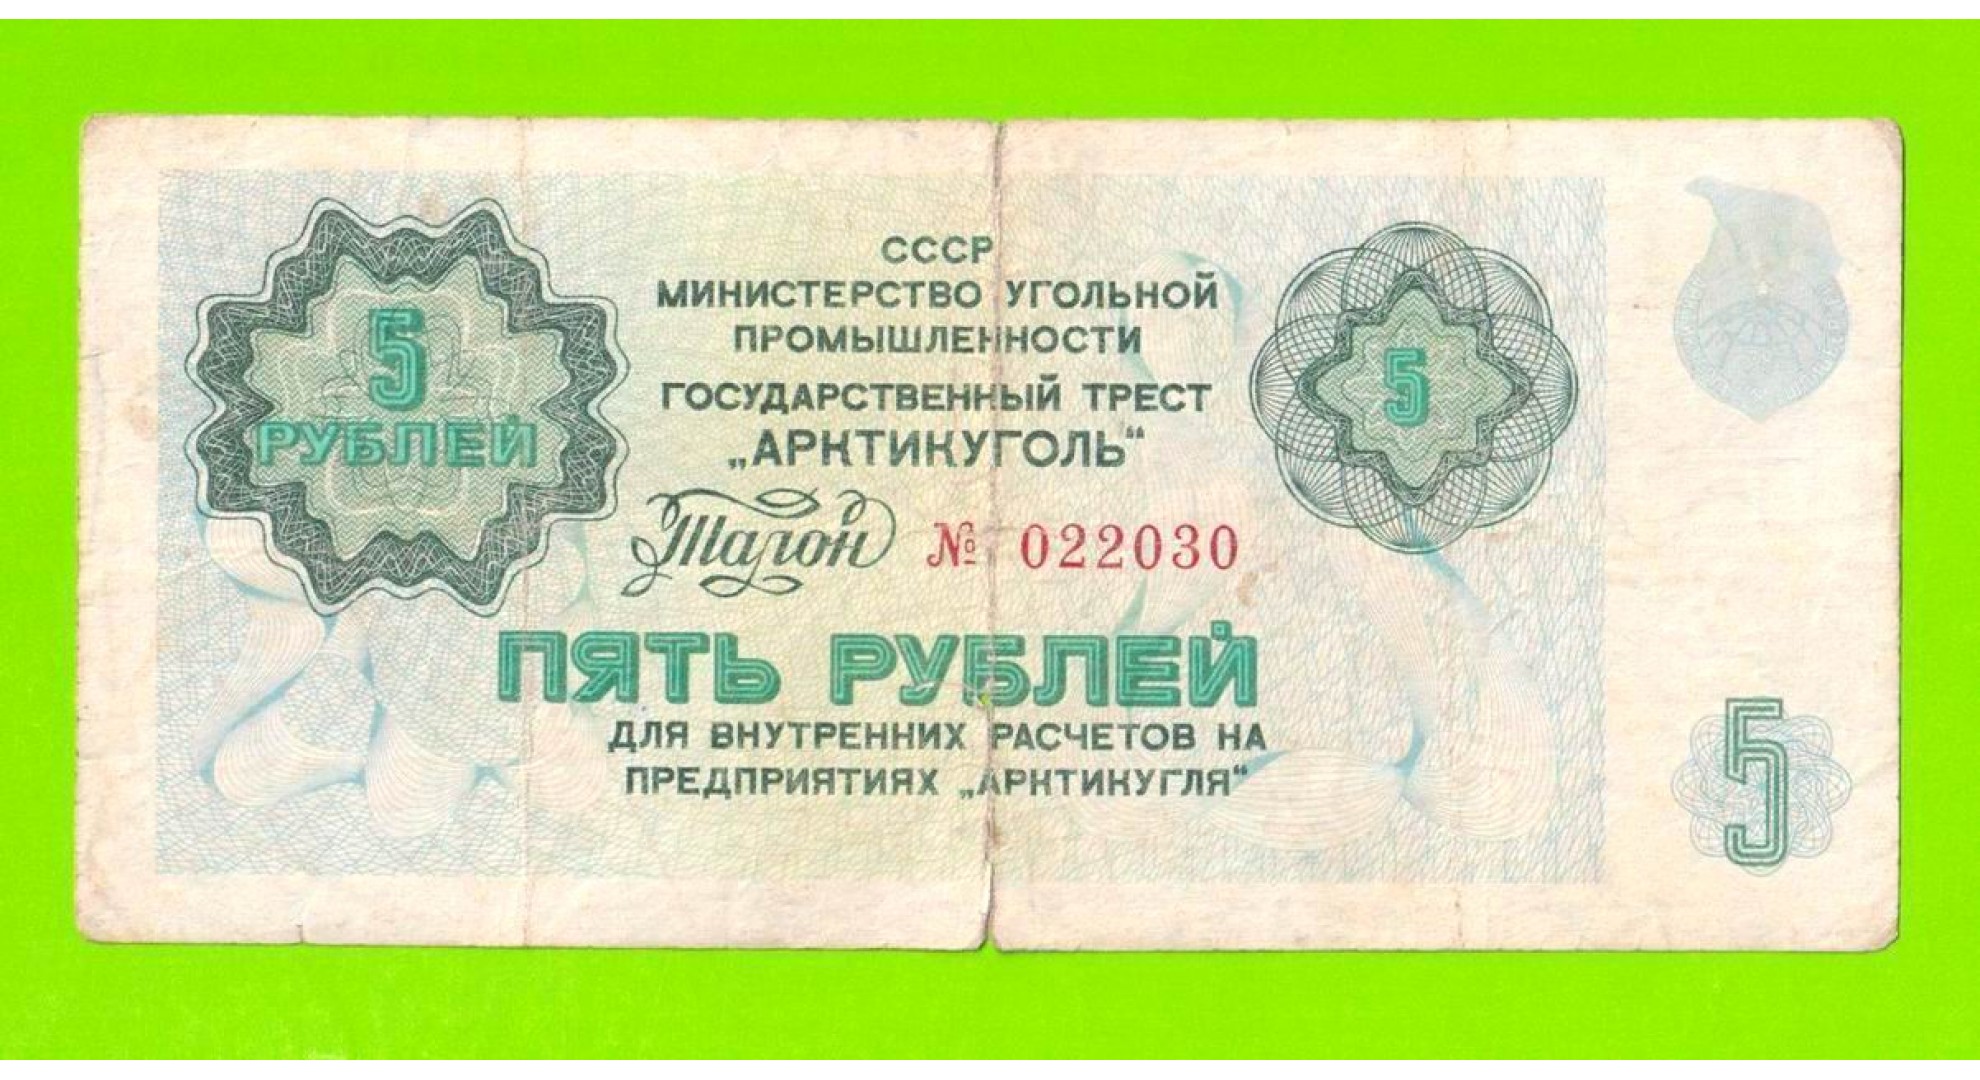 5
РУБЛЕЙ
СССР
МИНИСТЕРСТВО УГОЛЬНОЙ
ПРОМЫШЛЕННОСТИ
ГОСУДАРСТВЕННЫЙ ТРЕСТ
„АРКТИКУГОЛЬ“
Талон № 022030
5
ПЯТЬ РУБЛЕЙ
ДЛЯ ВНУТРЕННИХ РАСЧЕТОВ НА
ПРЕДПРИЯТИЯХ „АРКТИКУГЛЯ“
5